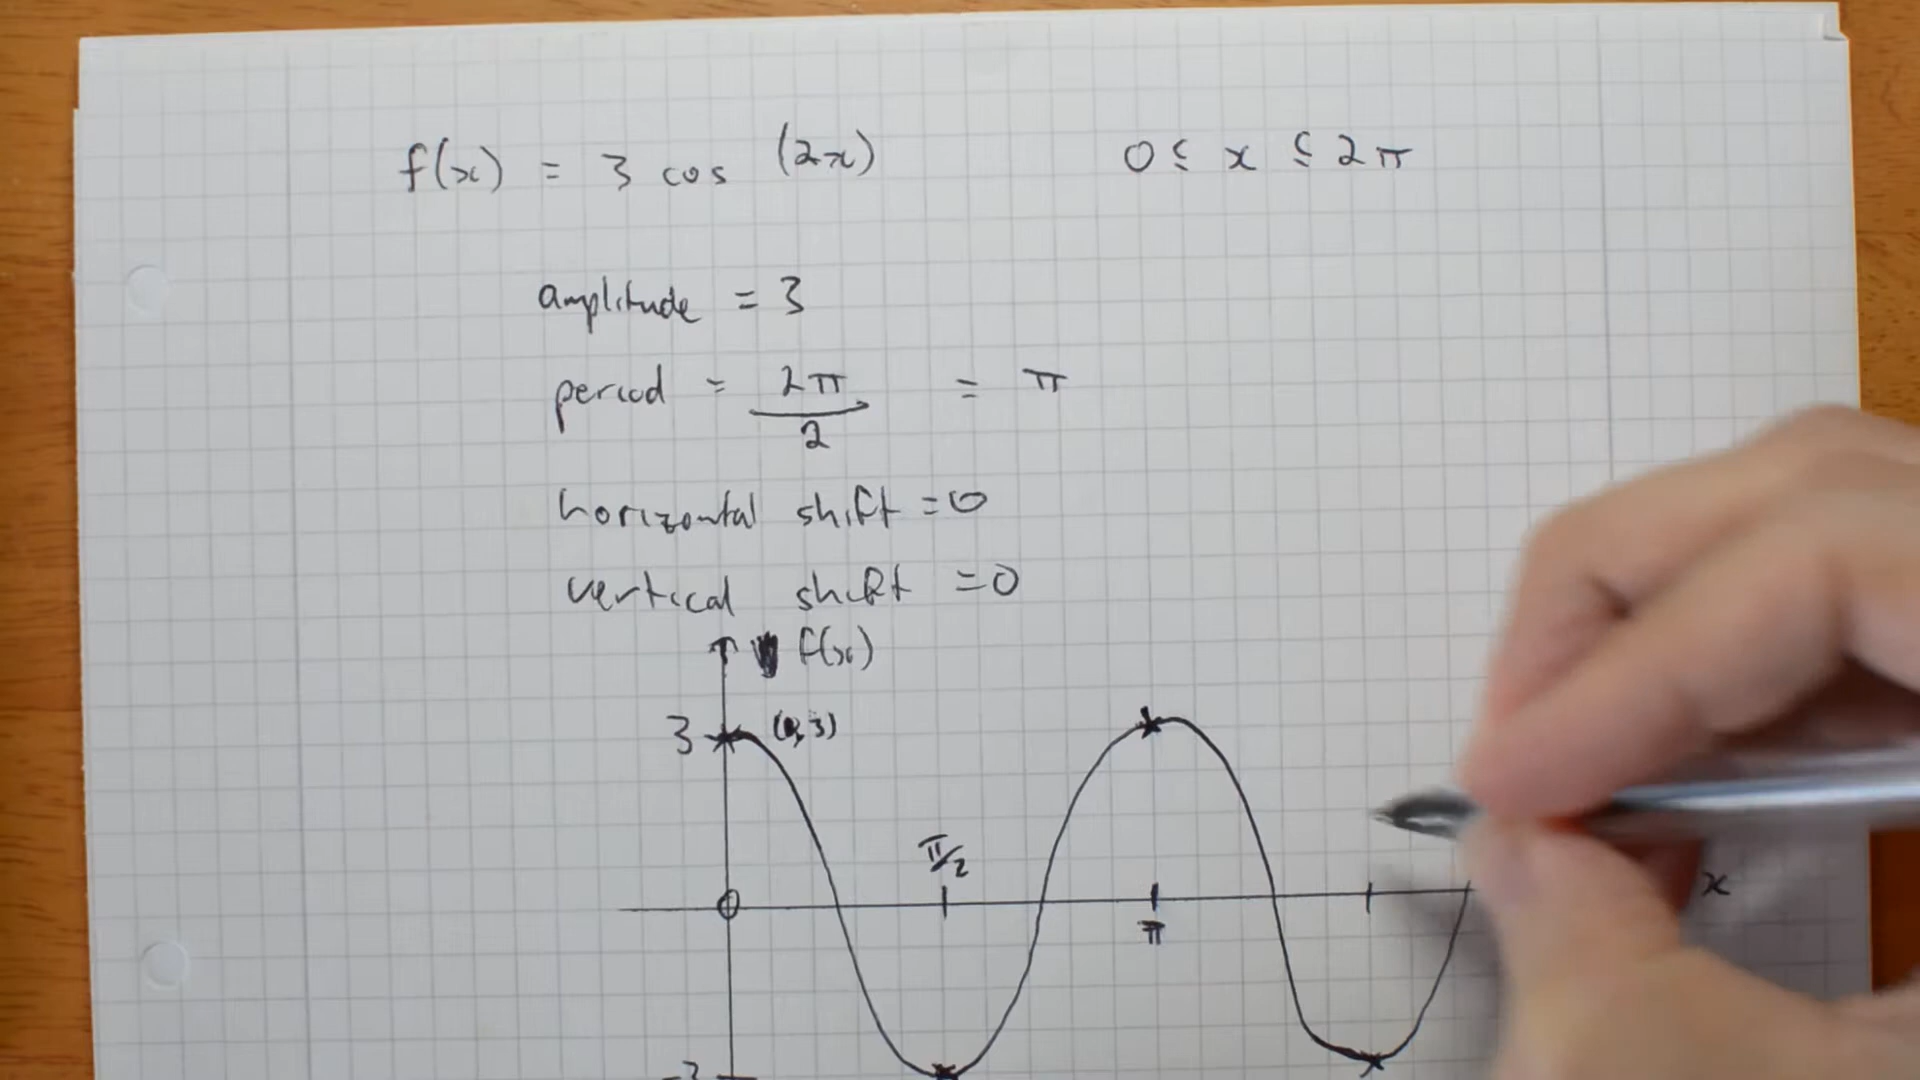 f(x) = 3 cos (2x) 0 ≤ x ≤ 2π
amplitude = 3
period = 2π/2 = π
horizontal shift = 0
vertical shift = 0
f(x)
3 (0, 3)
π/2
x
0
π
-3